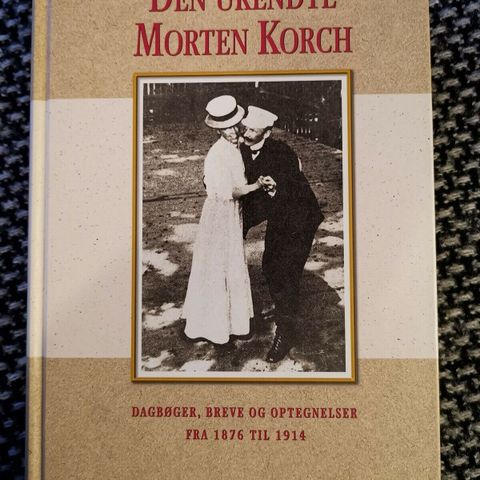 DEN UKENDTE
MORTEN KORCH
DAGBØGER, BREVE OG OPTEGNELSER
FRA 1876 TIL 1914